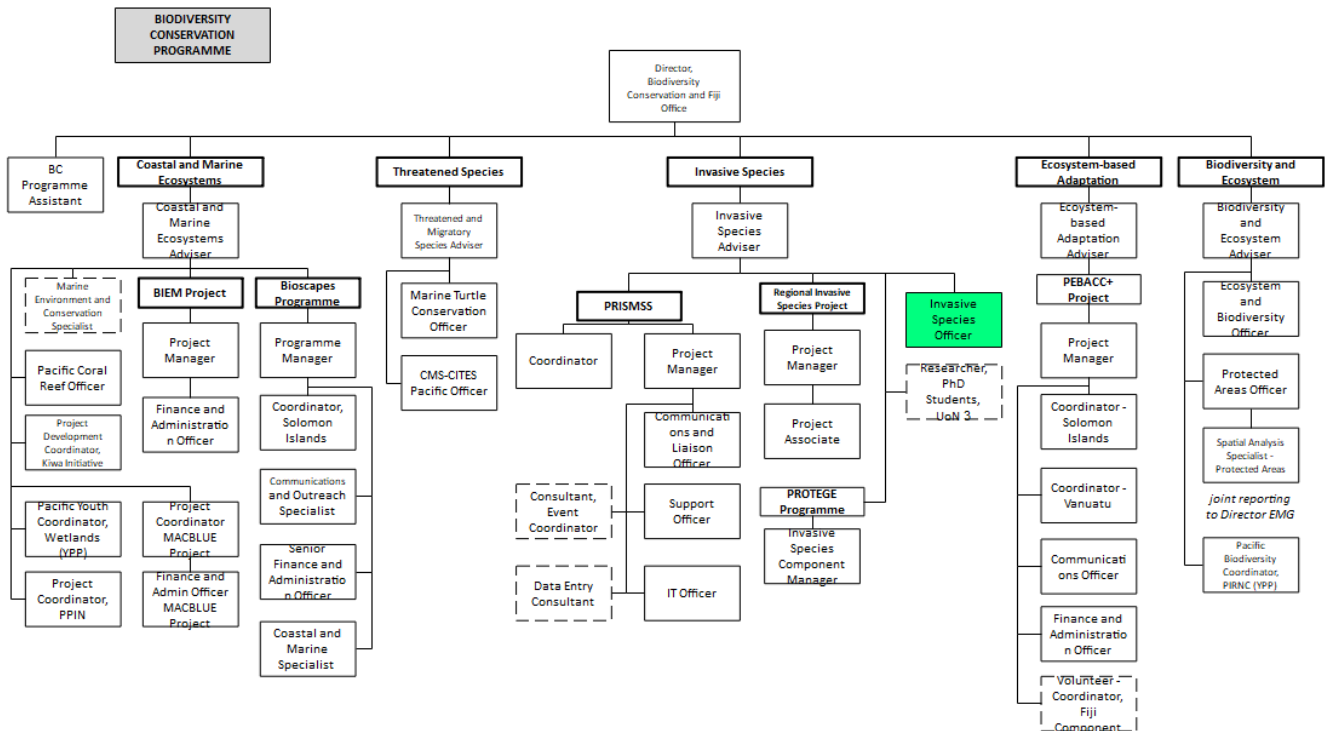 BIODIVERSITY
CONSERVATION
PROGRAMME
Director,
Biodiversity
Conservation and Fiji
Office
BC
Programme
Assistant
Coastal and Marine
Ecosystems
Threatened Species
Invasive Species
Ecosystem-based
Adaptation
Biodiversity and
Ecosystem
Coastal and
Marine
Ecosystems
Adviser
Threatened and
Migratory
Species Adviser
Invasive
Species
Adviser
Ecoystem-
based
Adaptation
Adviser
Biodiversity
and
Ecosystem
Adviser
Marine
Environment and
Conservation
Specialist
BIEM Project
Bioscapes
Programme
Marine Turtle
Conservation
Officer
PRISMSS
Regional Invasive
Species Project
Invasive
Species
Officer
PEBACC+
Project
Ecosystem
and
Biodiversity
Officer
Pacific Coral
Reef Officer
Project
Manager
Programme
Manager
CMS-CITES
Pacific Officer
Coordinator
Project
Manager
Project
Manager
Researcher,
PhD
Students,
UoN 3
Project
Manager
Protected
Areas Officer
Project
Development
Coordinator,
Kiwa Initiative
Finance and
Administratio
n Officer
Coordinator,
Solomon
Islands
Communicati
ons and
Liaison
Officer
Project
Associate
Coordinator -
Solomon
Islands
Spatial Analysis
Specialist -
Protected Areas
joint reporting
to Director EMG
Pacific Youth
Coordinator,
Wetlands
(YPP)
Project
Coordinator
MACBLUE
Project
Communications
and Outreach
Specialist
Consultant,
Event
Coordinator
Support
Officer
PROTEGE
Programme
Coordinator -
Vanuatu
Project
Coordinator,
PPIN
Finance and
Admin Officer
MACBLUE
Project
Senior
Finance and
Administratio
n Officer
Data Entry
Consultant
IT Officer
Invasive
Species
Component
Manager
Communicati
ons Officer
Pacific
Biodiversity
Coordinator,
PIRNC (YPP)
Coastal and
Marine
Specialist
Finance and
Administratio
n Officer
Volunteer -
Coordinator,
Fiji
Component